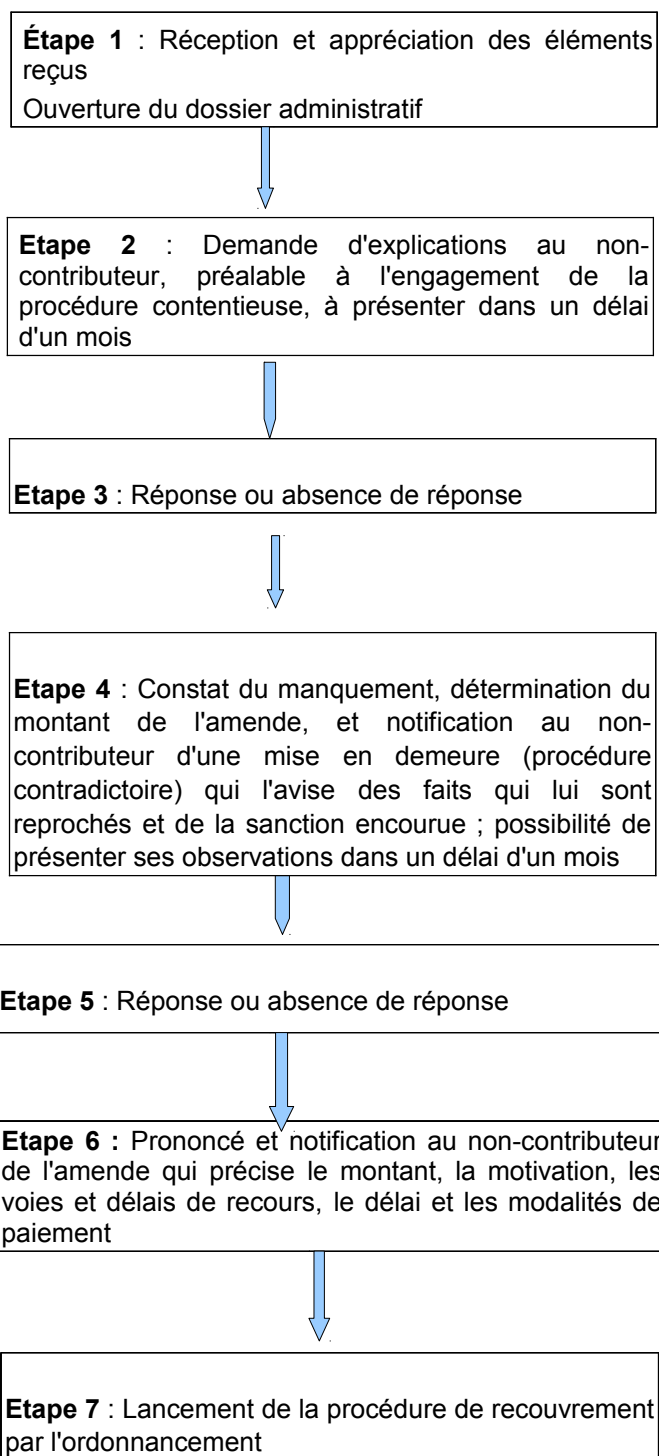 Étape 1 : Réception et appréciation des éléments
reçus
Ouverture du dossier administratif
Etape 2 : Demande d'explications au non-
contributeur, préalable à l'engagement de la
procédure contentieuse, à présenter dans un délai
d'un mois
Etape 3 : Réponse ou absence de réponse
Etape 4 : Constat du manquement, détermination du
montant de l'amende, et notification au non-
contributeur d'une mise en demeure (procédure
contradictoire) qui l'avise des faits qui lui sont
reprochés et de la sanction encourue ; possibilité de
présenter ses observations dans un délai d'un mois
Etape 5 : Réponse ou absence de réponse
Etape 6 : Prononcé et notification au non-contributeur
de l'amende qui précise le montant, la motivation, les
voies et délais de recours, le délai et les modalités de
paiement
Etape 7 : Lancement de la procédure de recouvrement
par l'ordonnancement